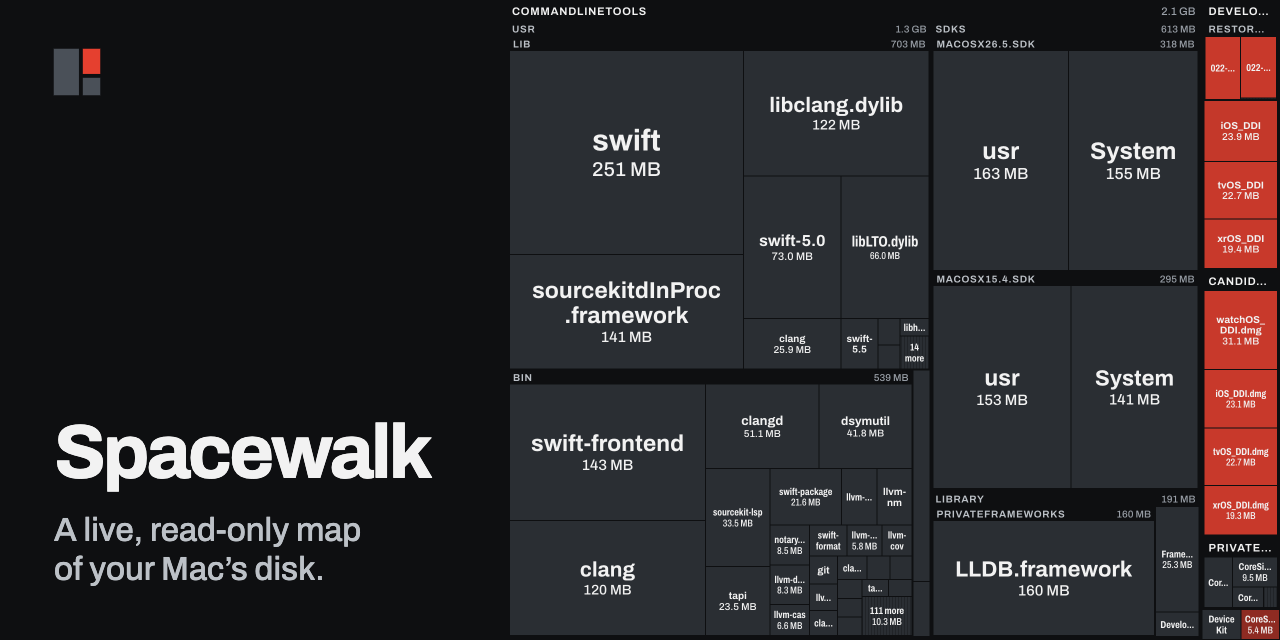 Spacewalk
A live, read-only map
of your Mac's disk.
COMMANDLINETOOLS 2.1 GB
USR 1.3 GB
LIB 703 MB
swift
251 MB
libclang.dylib
122 MB
sourcekitdInProc
.framework
141 MB
swift-5.0
73.0 MB
libLTO.dylib
66.0 MB
clang
25.9 MB
swift-
5.5
libh...
14
more
BIN 539 MB
swift-frontend
143 MB
clang
120 MB
clangd
51.1 MB
dsymutil
41.8 MB
sourcekit-lsp
33.5 MB
tapi
23.5 MB
swift-package
21.6 MB
llvm-...
llvm-
nm
notary...
8.5 MB
swift-
format
llvm-...
5.8 MB
llvm-
cov
llvm-d...
8.3 MB
git
cla...
llv...
ta...
llvm-cas
6.6 MB
cla...
111 more
10.3 MB
SDKS 613 MB
MACOSX26.5.SDK 318 MB
usr
163 MB
System
155 MB
MACOSX15.4.SDK 295 MB
usr
153 MB
System
141 MB
LIBRARY 191 MB
PRIVATEFRAMEWORKS 160 MB
LLDB.framework
160 MB
Frame...
25.3 MB
Develo...
DEVELO...
RESTOR...
022-...
022-...
iOS_DDI
23.9 MB
tvOS_DDI
22.7 MB
xrOS_DDI
19.4 MB
CANDID...
watchOS_
DDI.dmg
31.1 MB
iOS_DDI.dmg
23.1 MB
tvOS_DDI.dmg
22.7 MB
xrOS_DDI.dmg
19.3 MB
PRIVATE...
Cor...
CoreSi...
9.5 MB
Cor...
Device
Kit
CoreS...
5.4 MB